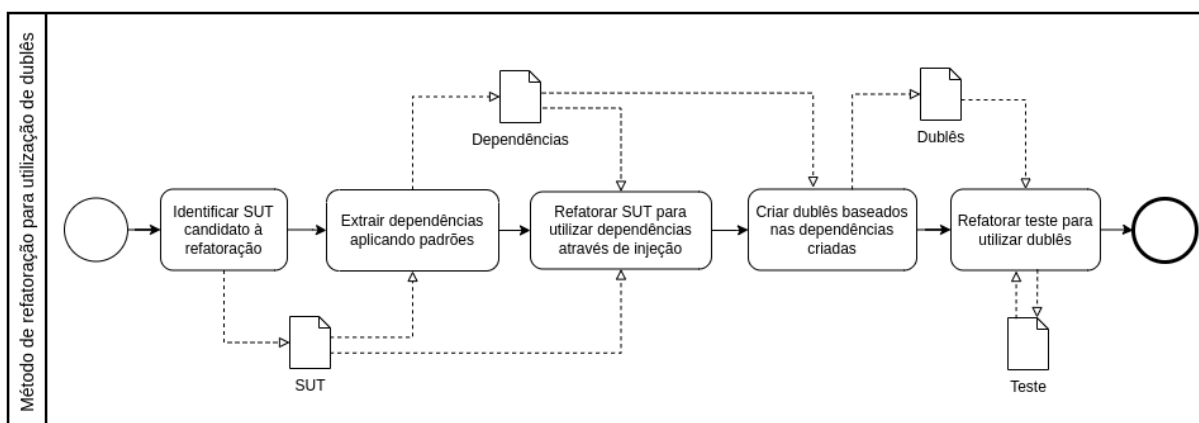 Método de refatoração para utilização de dublês
Dependências
Dublês
Identificar SUT
candidato à
refatoração
Extrair dependências
aplicando padrões
Refatorar SUT para
utilizar dependências
através de injeção
Criar dublês baseados
nas dependências
criadas
Refatorar teste para
utilizar dublês
SUT
Teste